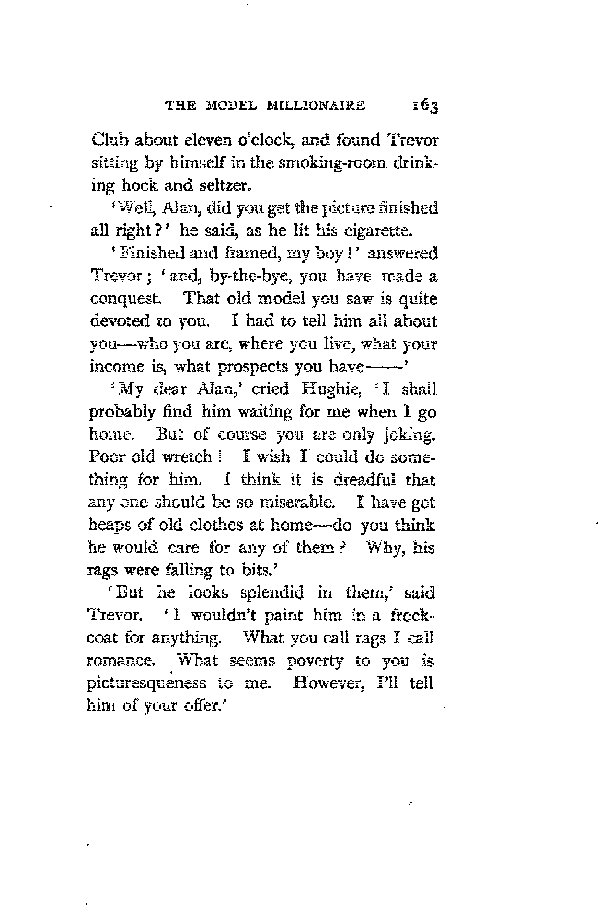 THE MODEL MILLIONAIRE 163
Club about eleven o'clock, and found Trevor
sitting by himself in the smoking-room drink-
ing hock and seltzer.
‘Well, Alan, did you get the picture finished
all right?’ he said, as he lit his cigarette.
‘Finished and framed, my boy!’ answered
Trevor; ‘and, by-the-bye, you have made a
conquest. That old model you saw is quite
devoted to you. I had to tell him all about
you—who you are, where you live, what your
income is, what prospects you have——’
‘My dear Alan,’ cried Hughie, ‘I shall
probably find him waiting for me when I go
home. But of course you are only joking.
Poor old wretch! I wish I could do some-
thing for him. I think it is dreadful that
any one should be so miserable. I have got
heaps of old clothes at home—do you think
he would care for any of them? Why, his
rags were falling to bits.’
‘But he looks splendid in them,’ said
Trevor. ‘I wouldn't paint him in a frock-
coat for anything. What you call rags I call
romance. What seems poverty to you is
picturesqueness to me. However, I'll tell
him of your offer.’